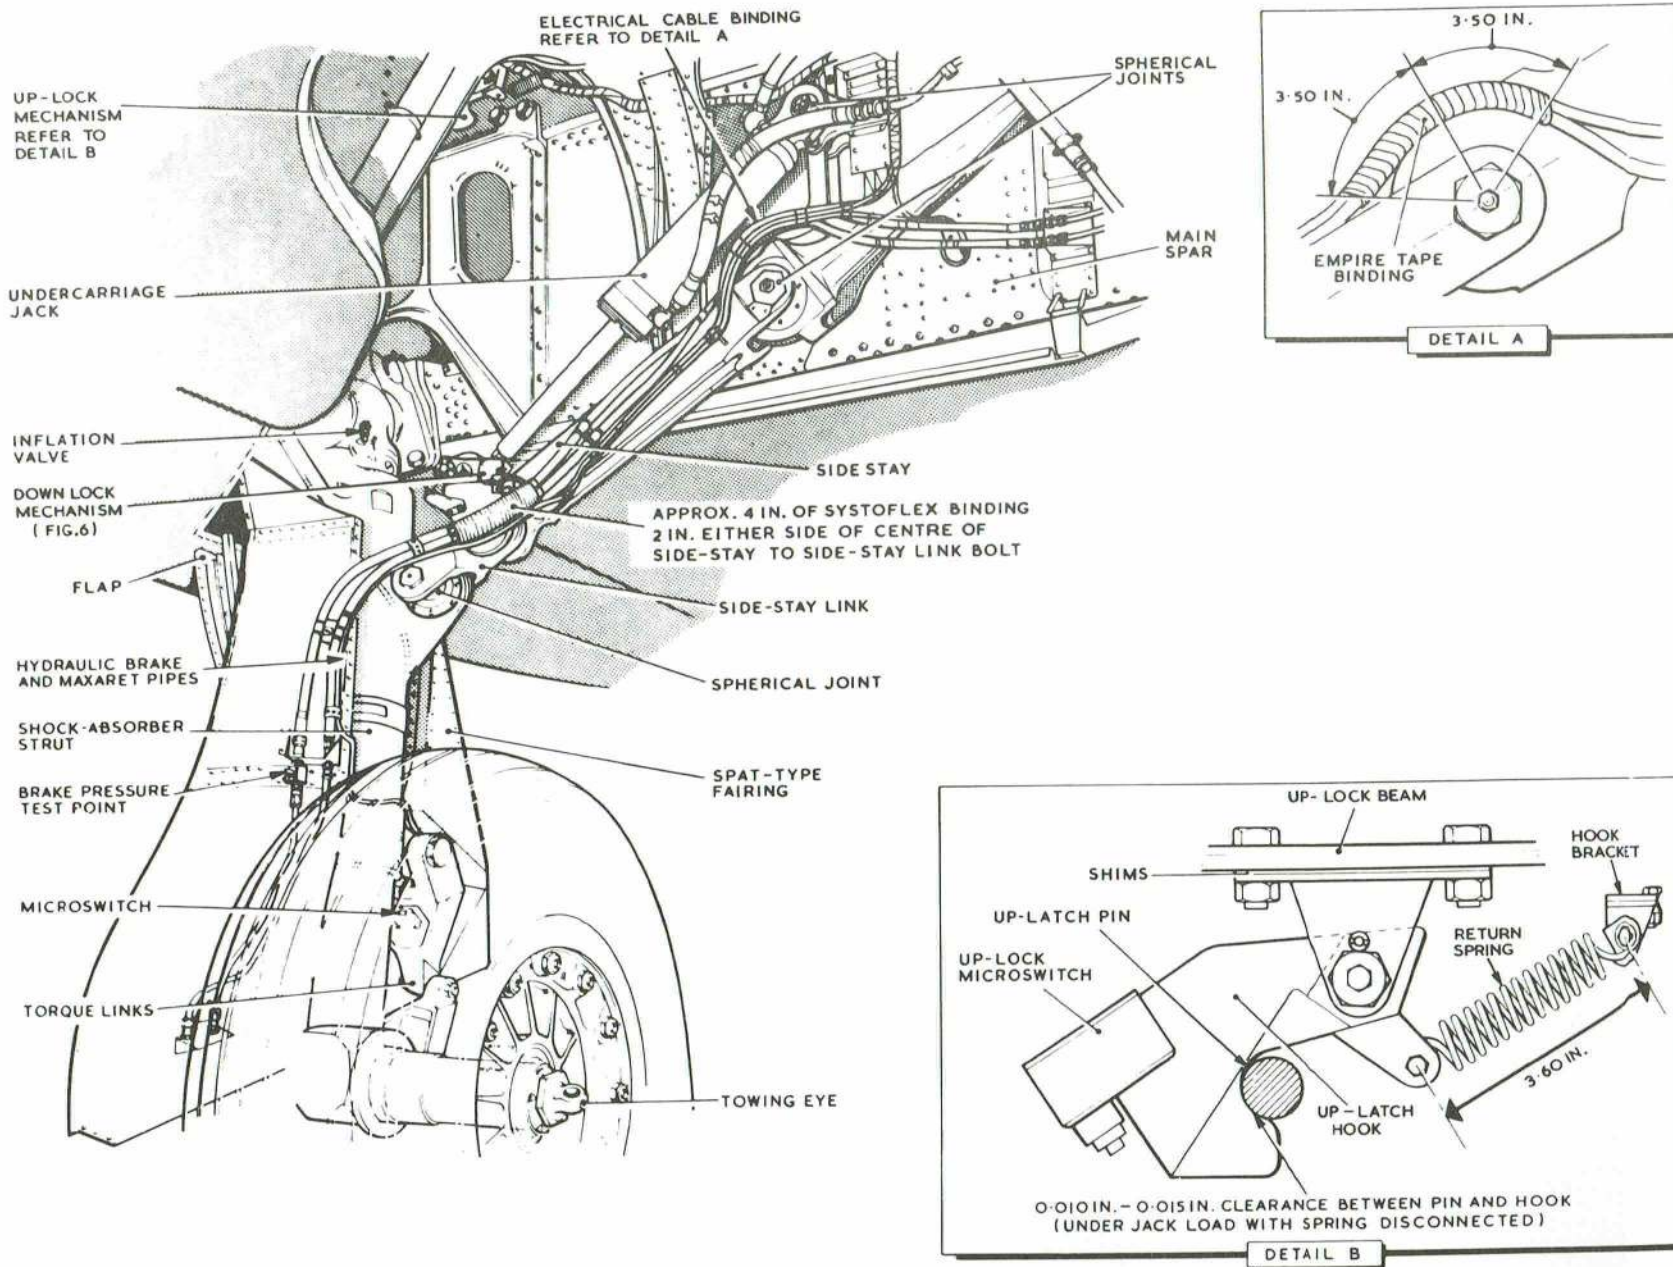 ELECTRICAL CABLE BINDING
REFER TO DETAIL A
SPHERICAL
JOINTS
UP-LOCK
MECHANISM
REFER TO
DETAIL B
MAIN
SPAR
UNDERCARRIAGE
JACK
INFLATION
VALVE
SIDE STAY
DOWN LOCK
MECHANISM
(FIG.6)
APPROX. 4 IN. OF SYSTOFLEX BINDING
2 IN. EITHER SIDE OF CENTRE OF
SIDE-STAY TO SIDE-STAY LINK BOLT
FLAP
SIDE-STAY LINK
HYDRAULIC BRAKE
AND MAXARET PIPES
SPHERICAL JOINT
SHOCK-ABSORBER
STRUT
SPAT-TYPE
FAIRING
BRAKE PRESSURE
TEST POINT
MICROSWITCH
TORQUE LINKS
TOWING EYE
3·50 IN.
3·50 IN.
EMPIRE TAPE
BINDING
DETAIL A
UP-LOCK BEAM
HOOK
BRACKET
SHIMS
UP-LATCH PIN
RETURN
SPRING
UP-LOCK
MICROSWITCH
3·60 IN.
UP-LATCH
HOOK
0·010IN.-0·015IN. CLEARANCE BETWEEN PIN AND HOOK
(UNDER JACK LOAD WITH SPRING DISCONNECTED)
DETAIL B